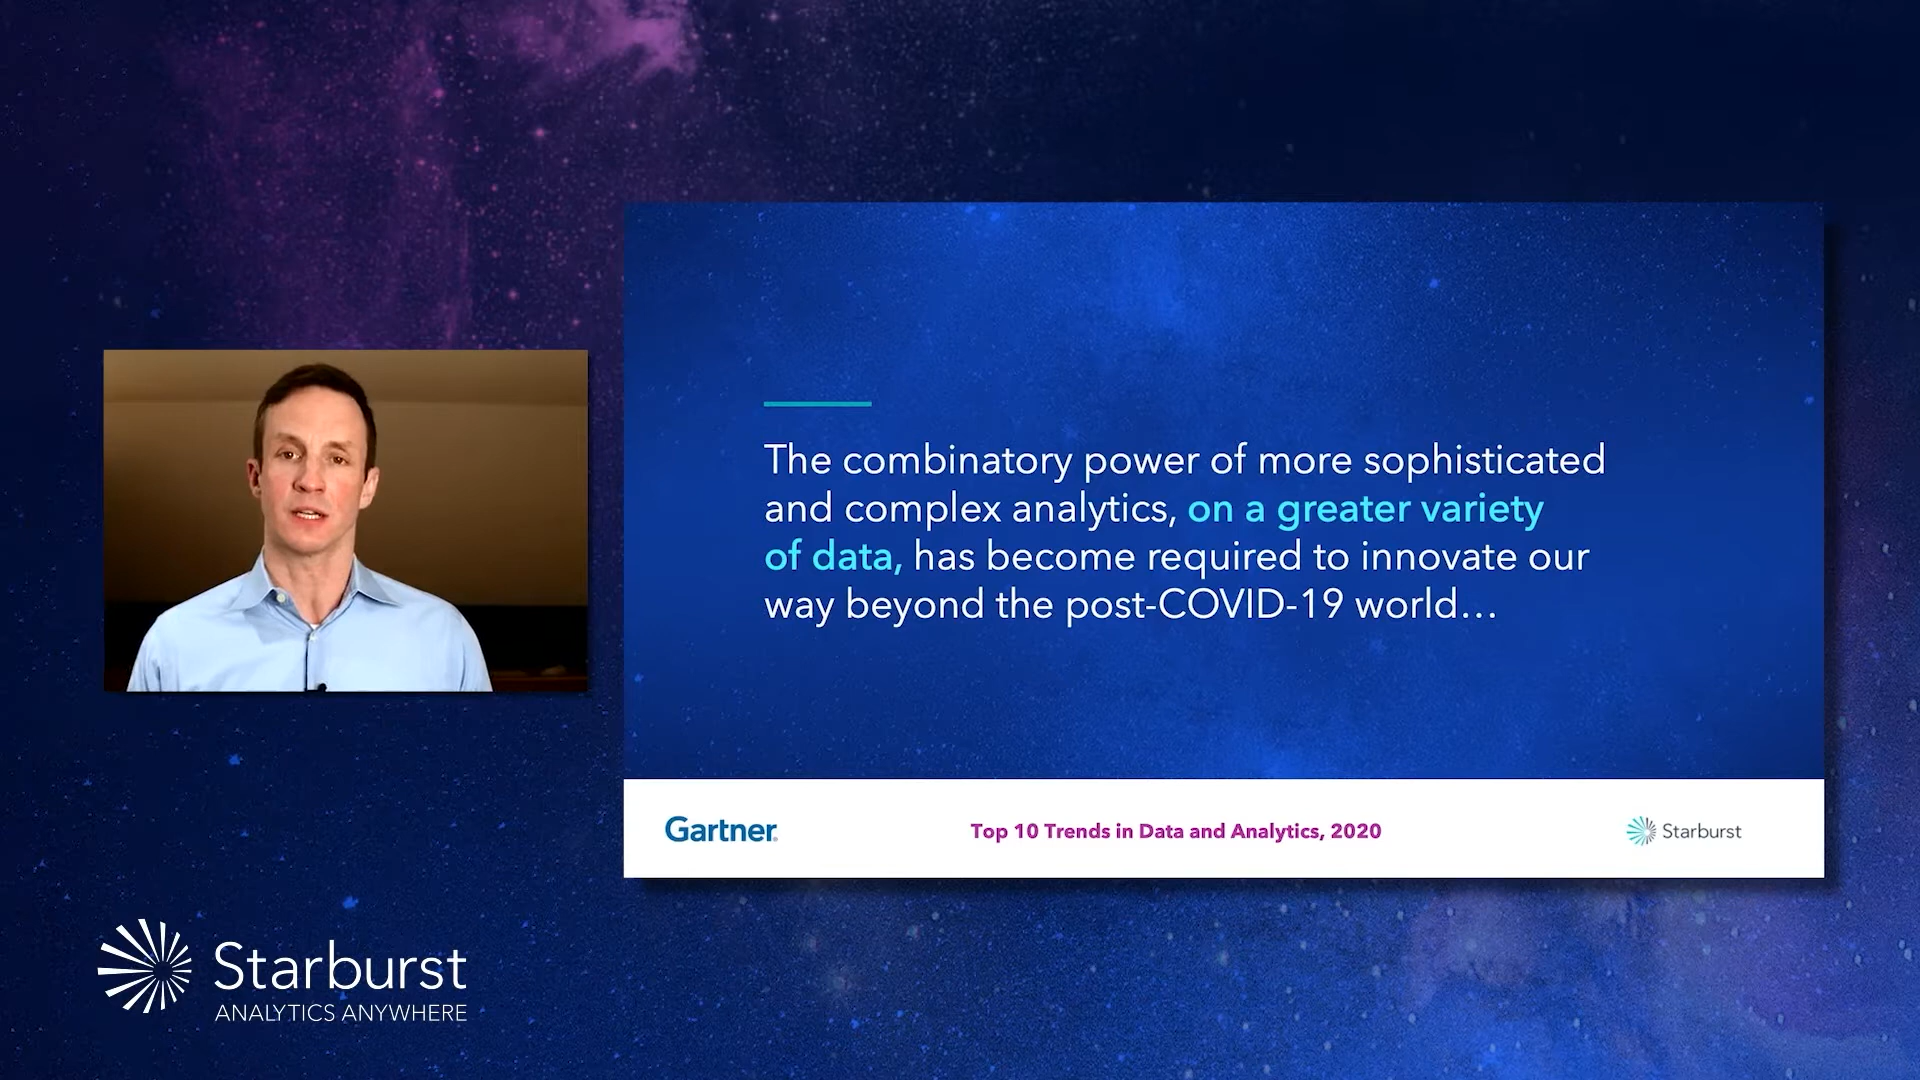 The combinatory power of more sophisticated
and complex analytics, on a greater variety
of data, has become required to innovate our
way beyond the post-COVID-19 world…
Gartner®
Top 10 Trends in Data and Analytics, 2020
Starburst
Starburst
ANALYTICS ANYWHERE